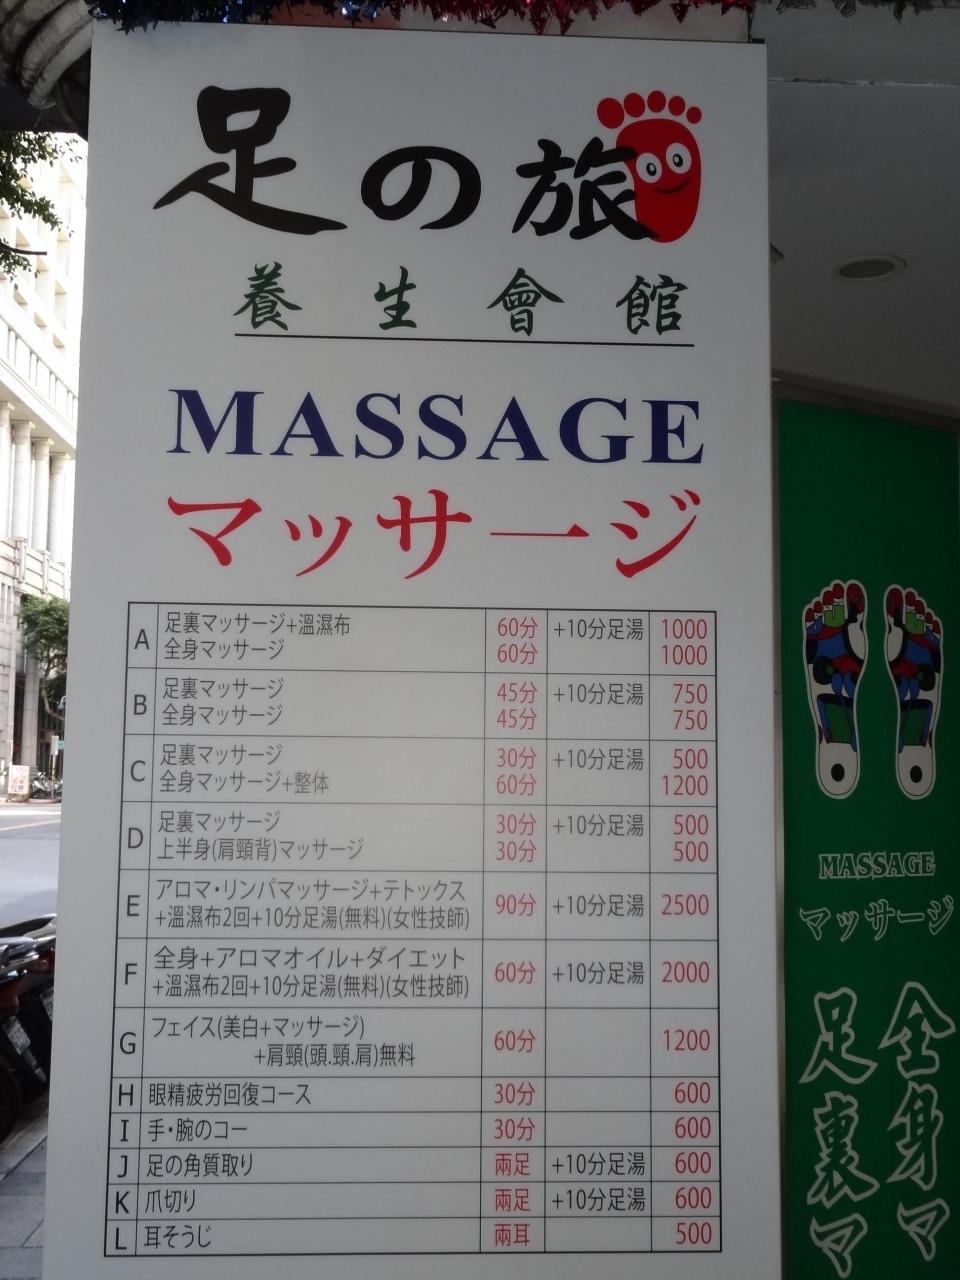 足の旅
養生會館
MASSAGE
マッサージ
A 足裏マッサージ+溫濕布 60分 +10分足湯 1000
全身マッサージ 60分 1000
B 足裏マッサージ 45分 +10分足湯 750
全身マッサージ 45分 750
C 足裏マッサージ 30分 +10分足湯 500
全身マッサージ+整体 60分 1200
D 足裏マッサージ 30分 +10分足湯 500
上半身(肩頸背)マッサージ 30分 500
E アロマ・リンパマッサージ+テトックス 90分 +10分足湯 2500
+溫濕布2回+10分足湯(無料)(女性技師)
F 全身+アロマオイル+ダイエット 60分 +10分足湯 2000
+溫濕布2回+10分足湯(無料)(女性技師)
G フェイス(美白+マッサージ) 60分 1200
+肩頸(頭.頸.肩)無料
H 眼精疲労回復コース 30分 600
I 手・腕のコー 30分 600
J 足の角質取り 兩足 +10分足湯 600
K 爪切り 兩足 +10分足湯 600
L 耳そうじ 兩耳 500
MASSAGE
マッサージ
全身マ
足裏マ